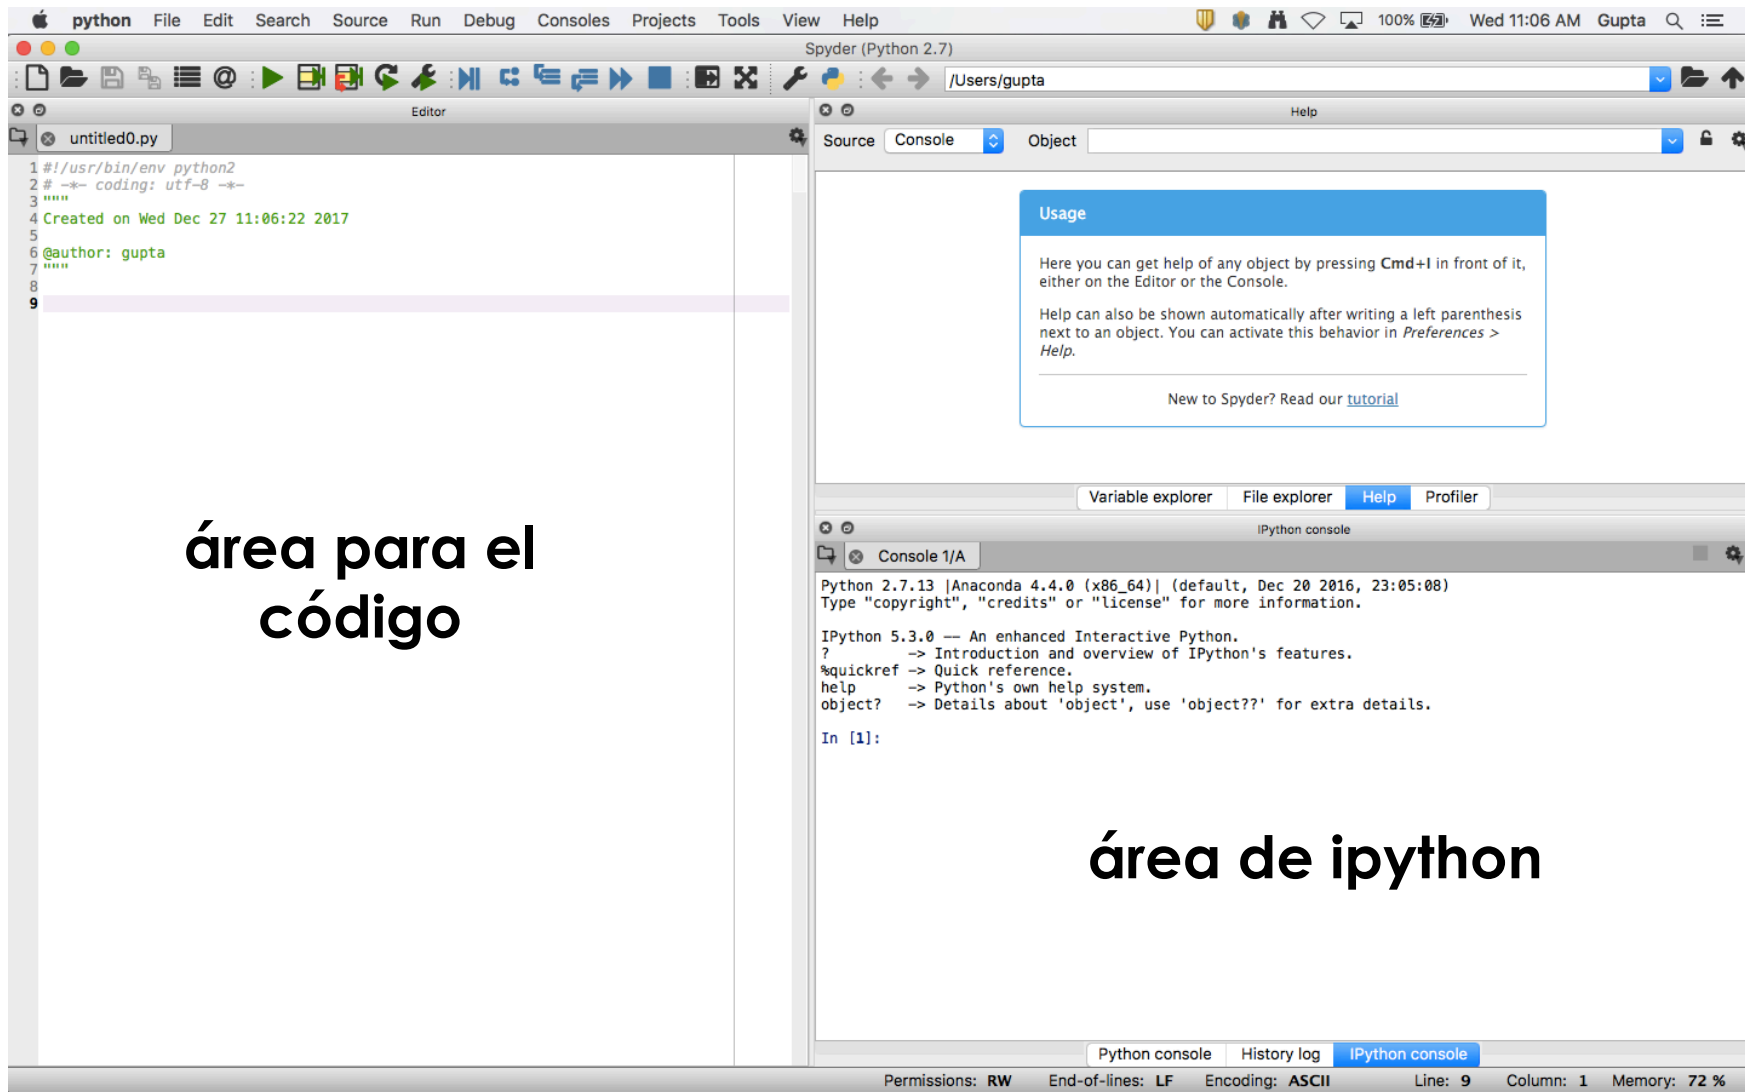 python File Edit Search Source Run Debug Consoles Projects Tools View Help 100% Wed 11:06 AM Gupta
Spyder (Python 2.7)
/Users/gupta
Editor
untitled0.py
1 #!/usr/bin/env python2
2 # -*- coding: utf-8 -*-
3 """
4 Created on Wed Dec 27 11:06:22 2017
5
6 @author: gupta
7 """
8
9
área para el
código
Help
Source Console Object
Usage
Here you can get help of any object by pressing Cmd+I in front of it,
either on the Editor or the Console.
Help can also be shown automatically after writing a left parenthesis
next to an object. You can activate this behavior in Preferences >
Help.
New to Spyder? Read our tutorial
Variable explorer File explorer Help Profiler
IPython console
Console 1/A
Python 2.7.13 |Anaconda 4.4.0 (x86_64)| (default, Dec 20 2016, 23:05:08)
Type "copyright", "credits" or "license" for more information.
IPython 5.3.0 -- An enhanced Interactive Python.
? -> Introduction and overview of IPython's features.
%quickref -> Quick reference.
help -> Python's own help system.
object? -> Details about 'object', use 'object??' for extra details.
In [1]:
área de ipython
Python console History log IPython console
Permissions: RW End-of-lines: LF Encoding: ASCII Line: 9 Column: 1 Memory: 72 %